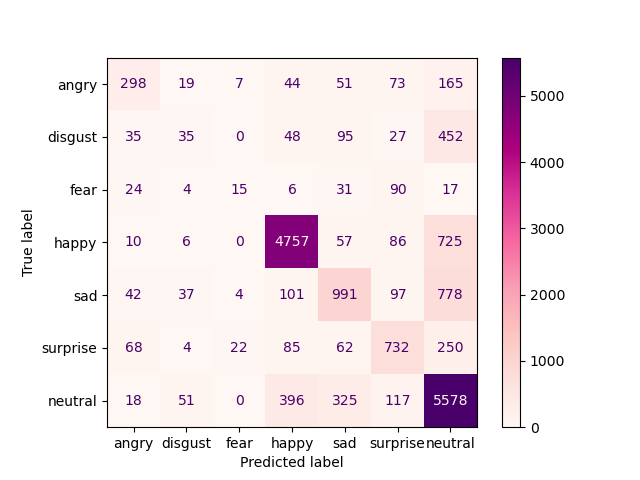 angry 298 19 7 44 51 73 165
disgust 35 35 0 48 95 27 452
fear 24 4 15 6 31 90 17
happy 10 6 0 4757 57 86 725
sad 42 37 4 101 991 97 778
surprise 68 4 22 85 62 732 250
neutral 18 51 0 396 325 117 5578
angry disgust fear happy sad surprise neutral
Predicted label
True label
5000
4000
3000
2000
1000
0